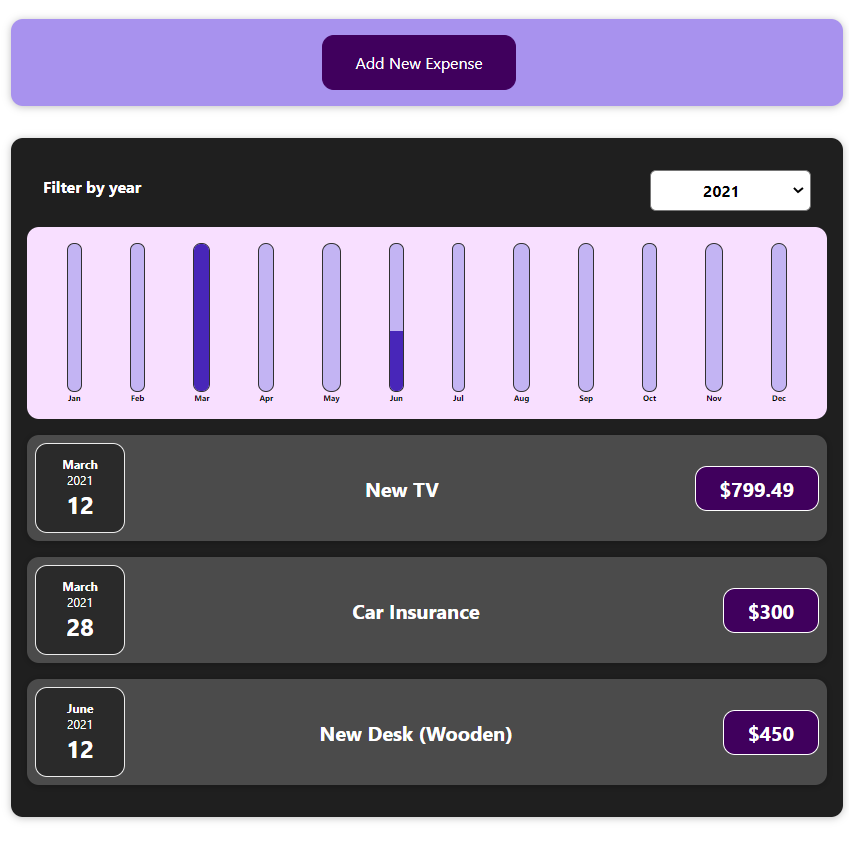 Add New Expense
Filter by year
2021
Jan Feb Mar Apr May Jun Jul Aug Sep Oct Nov Dec
March
2021
12
New TV
$799.49
March
2021
28
Car Insurance
$300
June
2021
12
New Desk (Wooden)
$450